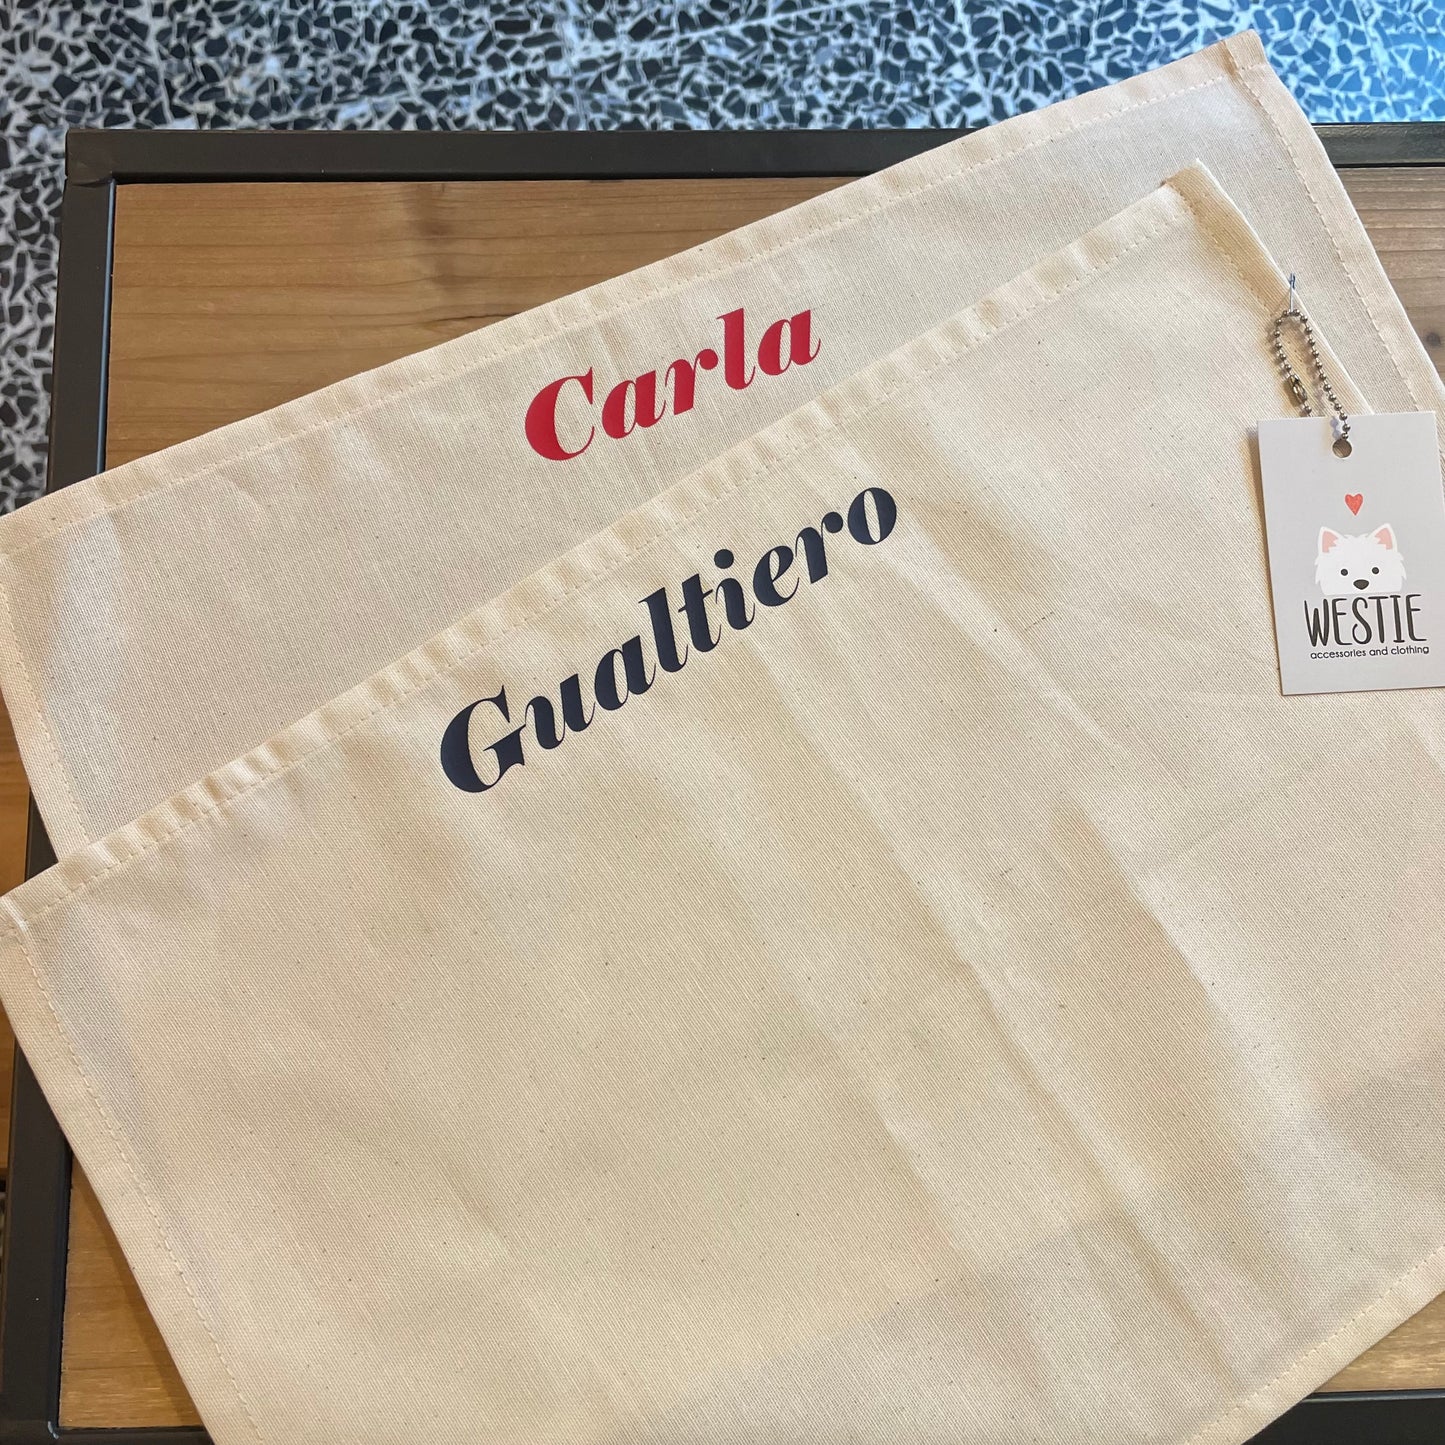 Carla
Gualtiero
WESTIE
accessories and clothing